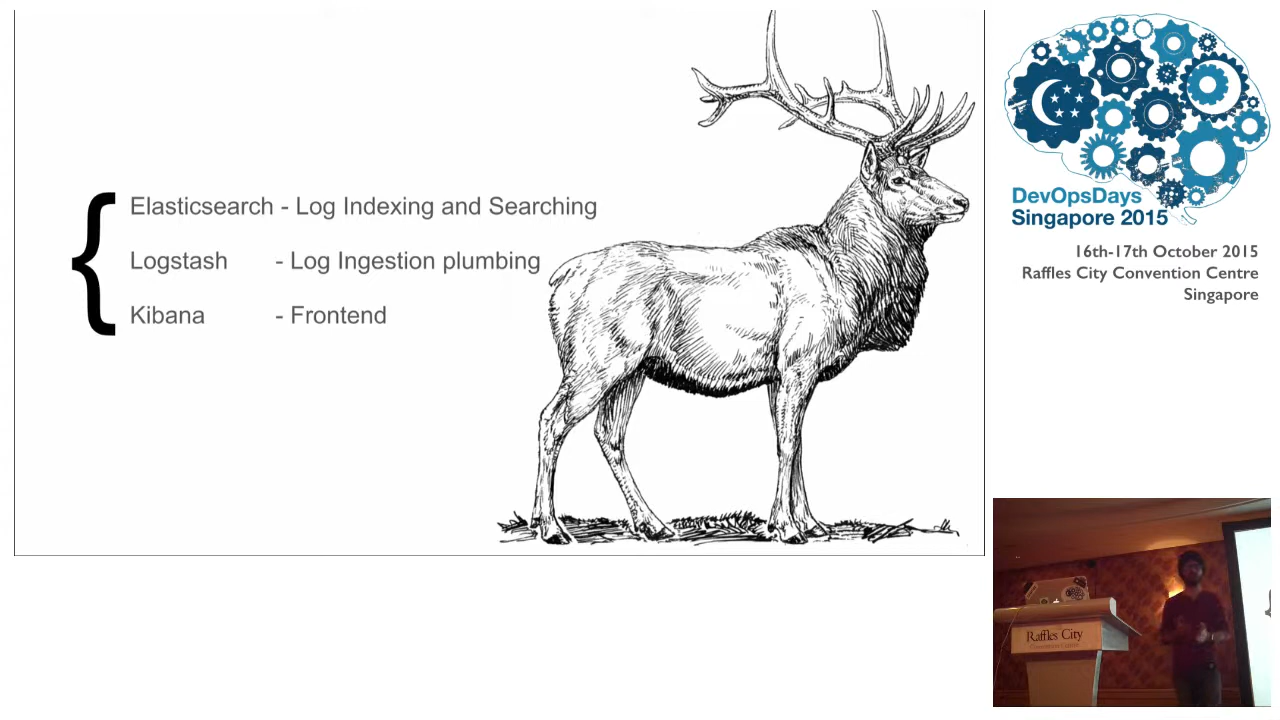 Elasticsearch - Log Indexing and Searching
Logstash - Log Ingestion plumbing
Kibana - Frontend
DevOpsDays
Singapore 2015
16th-17th October 2015
Raffles City Convention Centre
Singapore
Raffles City